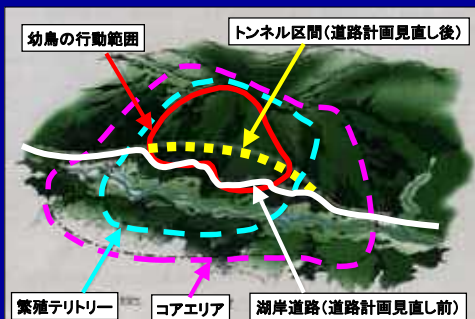 幼鳥の行動範囲
トンネル区間(道路計画見直し後)
繁殖テリトリー
コアエリア
湖岸道路(道路計画見直し前)